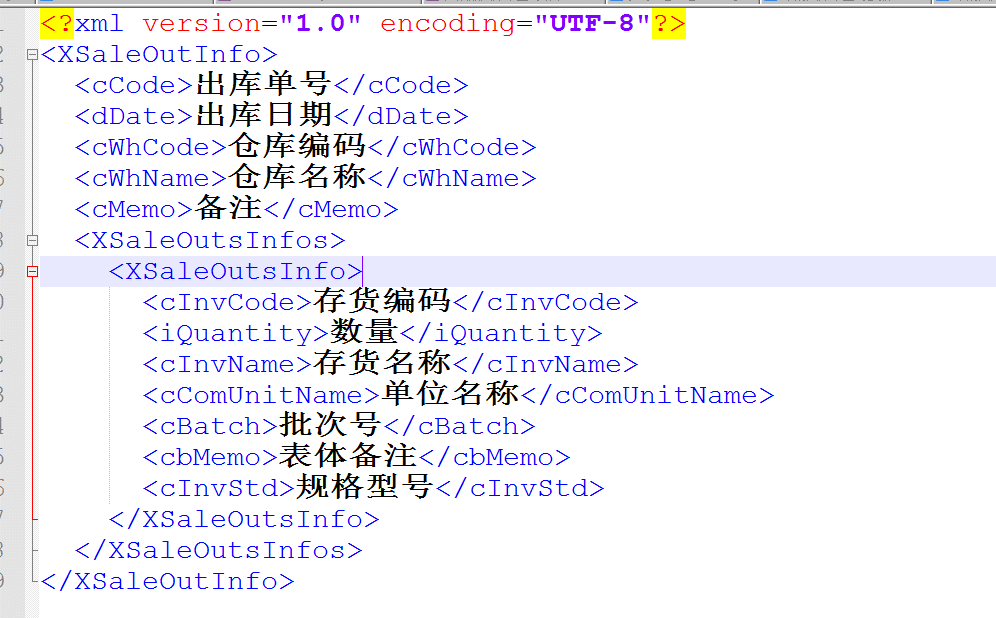 <?xml version="1.0" encoding="UTF-8"?>
<XSaleOutInfo>
<cCode>出库单号</cCode>
<dDate>出库日期</dDate>
<cWhCode>仓库编码</cWhCode>
<cWhName>仓库名称</cWhName>
<cMemo>备注</cMemo>
<XSaleOutsInfos>
<XSaleOutsInfo>
<cInvCode>存货编码</cInvCode>
<iQuantity>数量</iQuantity>
<cInvName>存货名称</cInvName>
<cComUnitName>单位名称</cComUnitName>
<cBatch>批次号</cBatch>
<cbMemo>表体备注</cbMemo>
<cInvStd>规格型号</cInvStd>
</XSaleOutsInfo>
</XSaleOutsInfos>
</XSaleOutInfo>